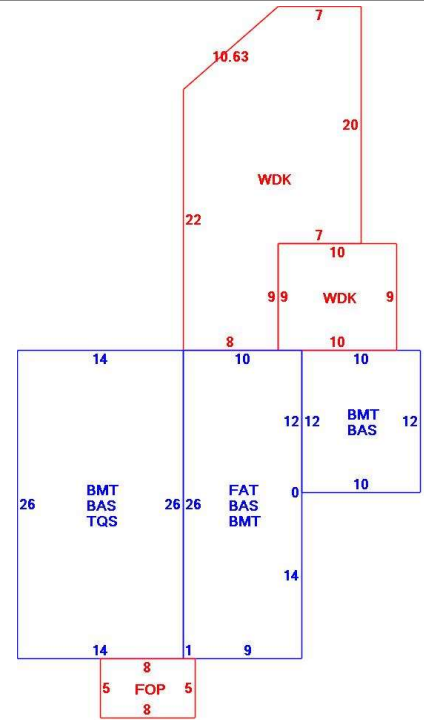 7
10.63
20
WDK
22
7
10
9 9 WDK 9
8 10
14 10 10
12 12 BMT 12
BAS
10
26 BMT 26 26 FAT 0
BAS BAS
TQS BMT
14
14 1 9
8
5 FOP 5
8